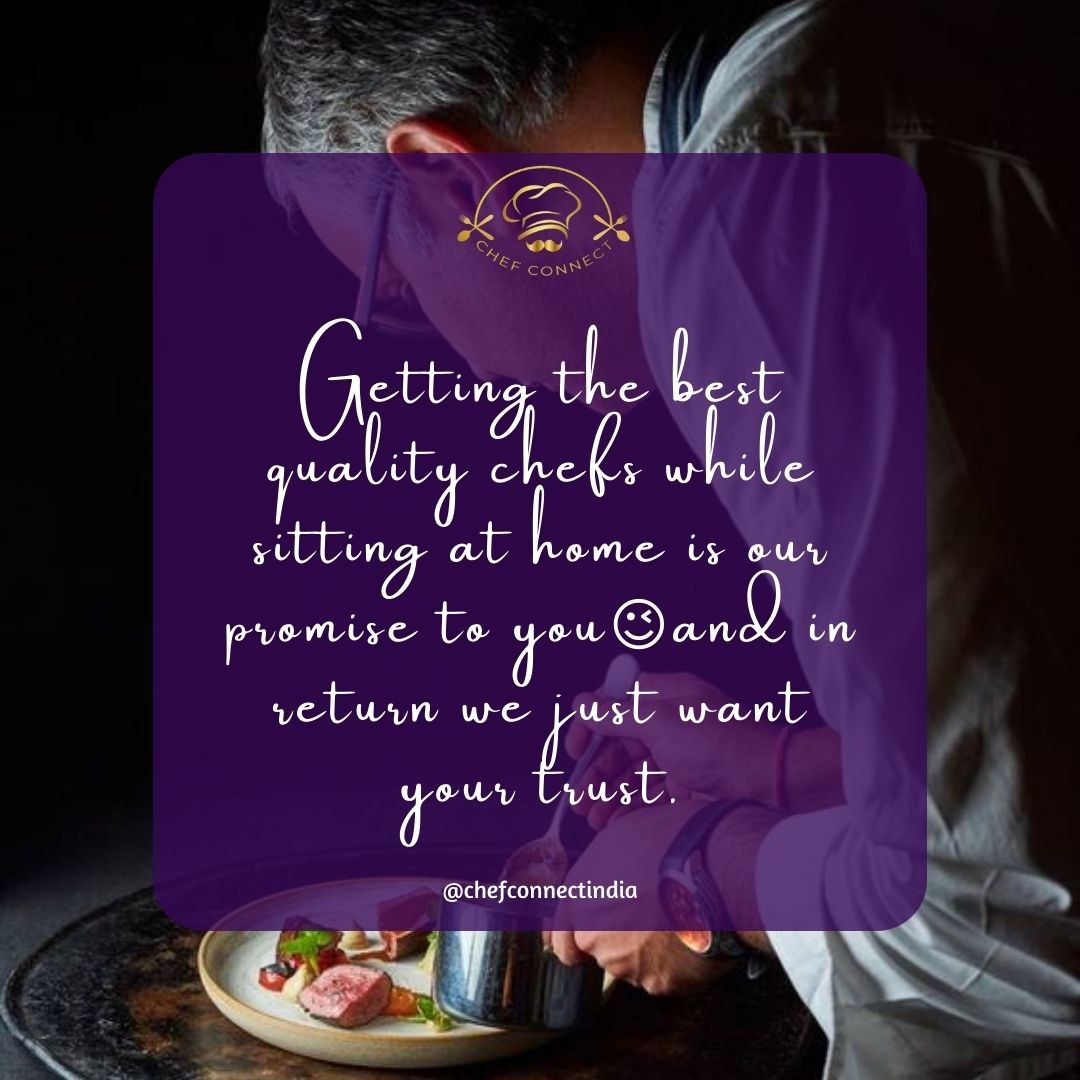 CHEF CONNECT
Getting the best
quality chefs while
sitting at home is our
promise to you😉and in
return we just want
your trust.
@chefconnectindia